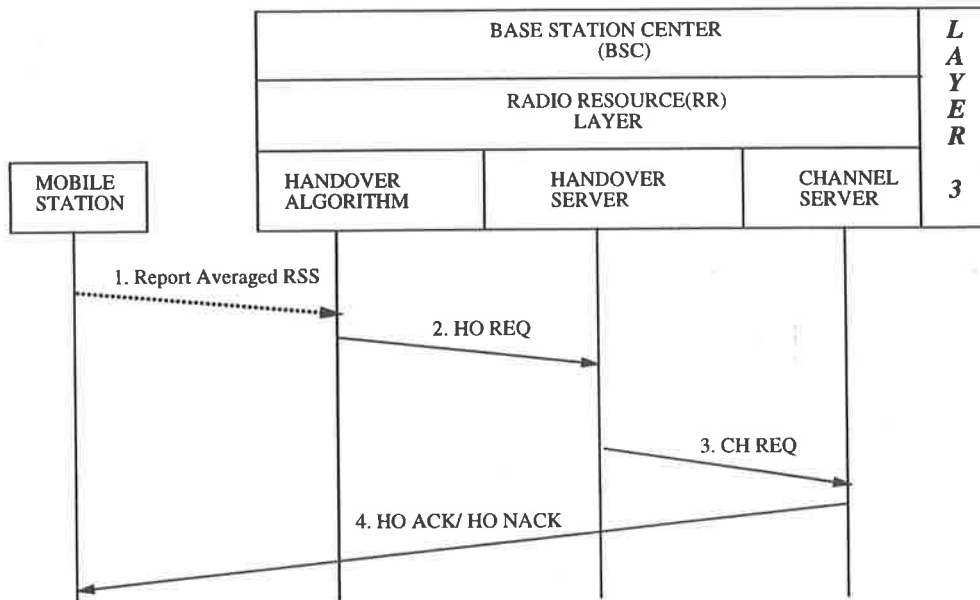 BASE STATION CENTER
(BSC)
LAYER 3
RADIO RESOURCE(RR)
LAYER
MOBILE
STATION
HANDOVER
ALGORITHM
HANDOVER
SERVER
CHANNEL
SERVER
1. Report Averaged RSS
2. HO REQ
3. CH REQ
4. HO ACK/ HO NACK